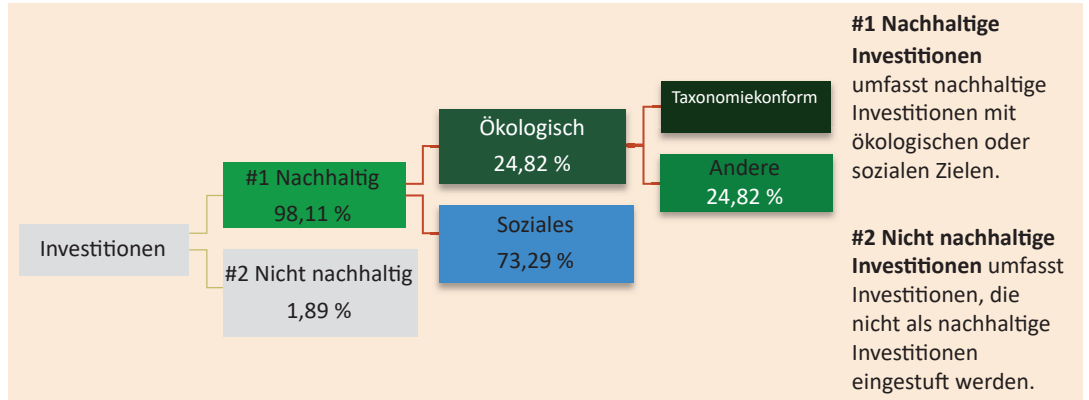 Investitionen
#1 Nachhaltig
98,11 %
#2 Nicht nachhaltig
1,89 %
Ökologisch
24,82 %
Soziales
73,29 %
Taxonomiekonform
Andere
24,82 %
#1 Nachhaltige
Investitionen
umfasst nachhaltige
Investitionen mit
ökologischen oder
sozialen Zielen.
#2 Nicht nachhaltige
Investitionen umfasst
Investitionen, die
nicht als nachhaltige
Investitionen
eingestuft werden.